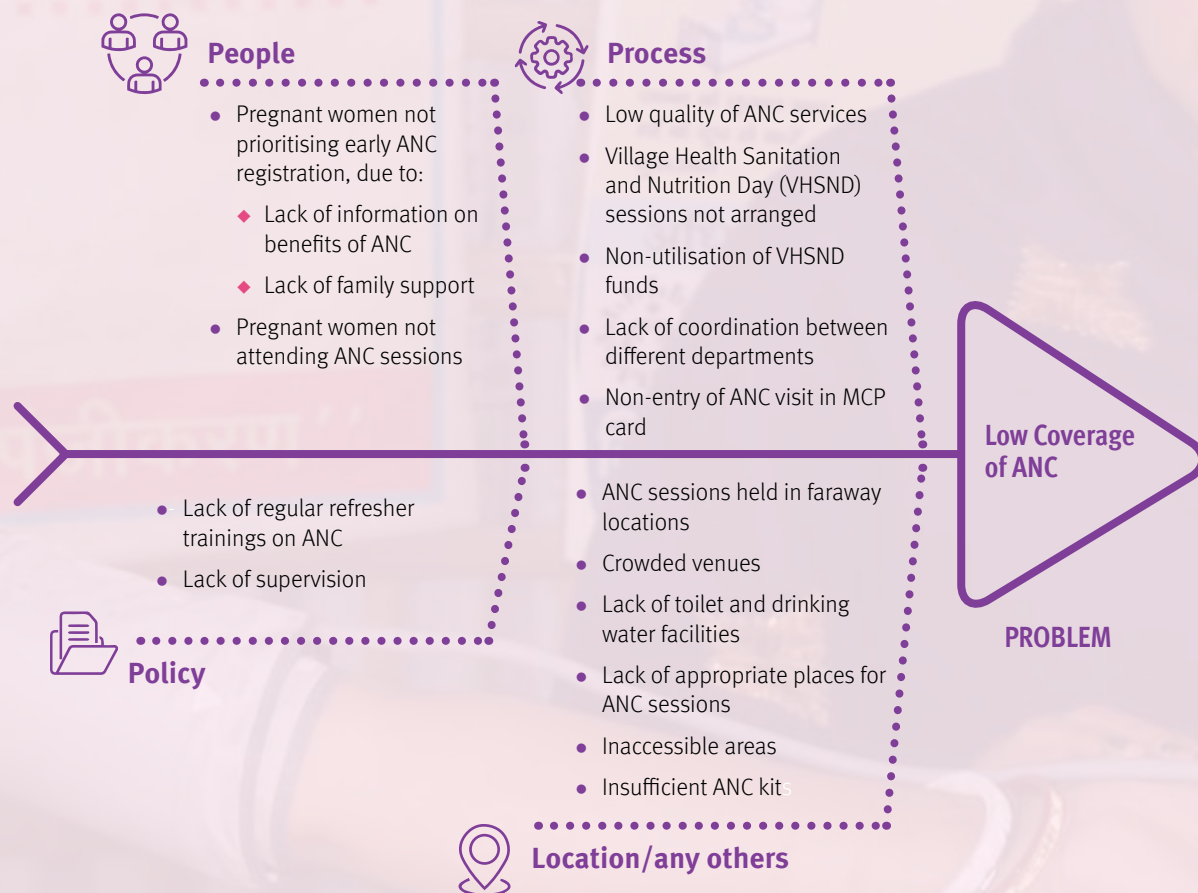 People
Pregnant women not
prioritising early ANC
registration, due to:
Lack of information on
benefits of ANC
Lack of family support
Pregnant women not
attending ANC sessions
Process
Low quality of ANC services
Village Health Sanitation
and Nutrition Day (VHSND)
sessions not arranged
Non-utilisation of VHSND
funds
Lack of coordination between
different departments
Non-entry of ANC visit in MCP
card
Lack of regular refresher
trainings on ANC
Lack of supervision
Policy
ANC sessions held in faraway
locations
Crowded venues
Lack of toilet and drinking
water facilities
Lack of appropriate places for
ANC sessions
Inaccessible areas
Insufficient ANC kits
Location/any others
Low Coverage
of ANC
PROBLEM